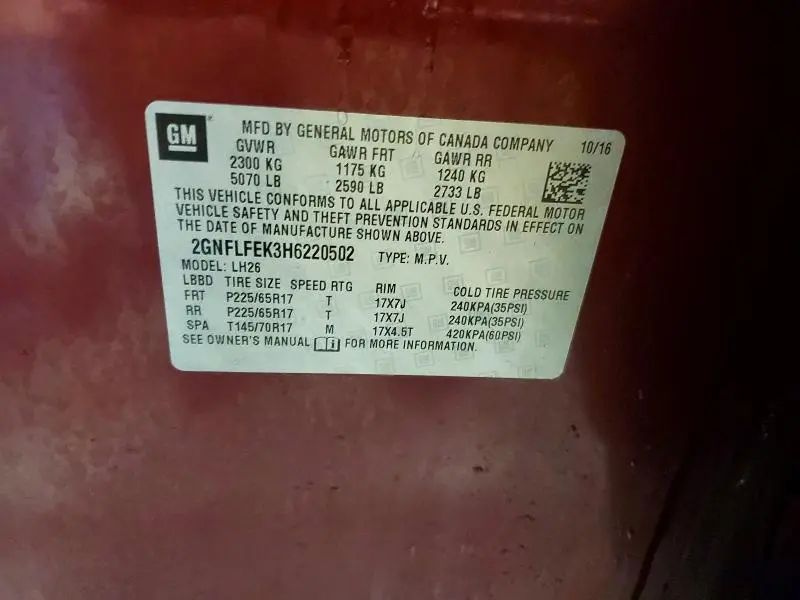 GM MFD BY GENERAL MOTORS OF CANADA COMPANY 10/16
GVWR GAWR FRT GAWR RR
2300 KG 1175 KG 1240 KG
5070 LB 2590 LB 2733 LB
THIS VEHICLE CONFORMS TO ALL APPLICABLE U.S. FEDERAL MOTOR
VEHICLE SAFETY AND THEFT PREVENTION STANDARDS IN EFFECT ON
THE DATE OF MANUFACTURE SHOWN ABOVE.
2GNFLFEK3H6220502 TYPE: M.P.V.
MODEL: LH26
LBBD TIRE SIZE SPEED RTG RIM COLD TIRE PRESSURE
FRT P225/65R17 T 17X7J 240KPA(35PSI)
RR P225/65R17 T 17X7J 240KPA(35PSI)
SPA T145/70R17 M 17X4.5T 420KPA(60PSI)
SEE OWNER'S MANUAL FOR MORE INFORMATION.